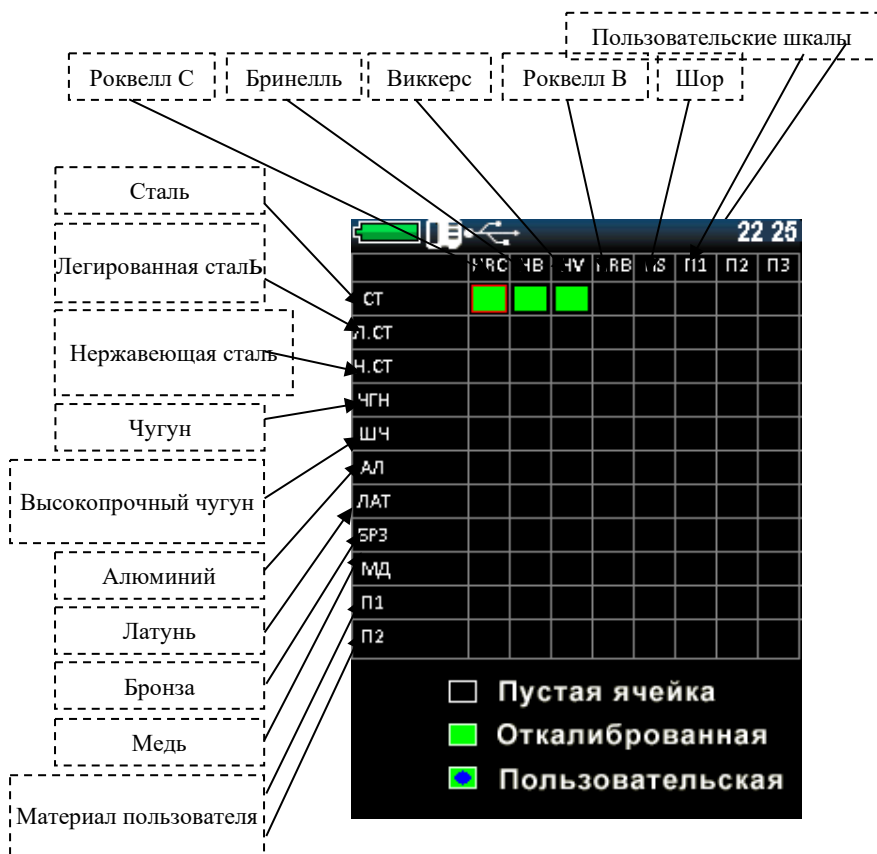 Пользовательские шкалы
Роквелл С Бринелль Виккерс Роквелл В Шор
Сталь
Легированная сталь
Нержавеющая сталь
Чугун
Высокопрочный чугун
Алюминий
Латунь
Бронза
Медь
Материал пользователя
22 25
HRC HB HV HRB HS П1 П2 П3
СТ
Л.СТ
Н.СТ
ЧГН
ШЧ
АЛ
ЛАТ
БРЗ
МД
П1
П2
Пустая ячейка
Откалиброванная
Пользовательская